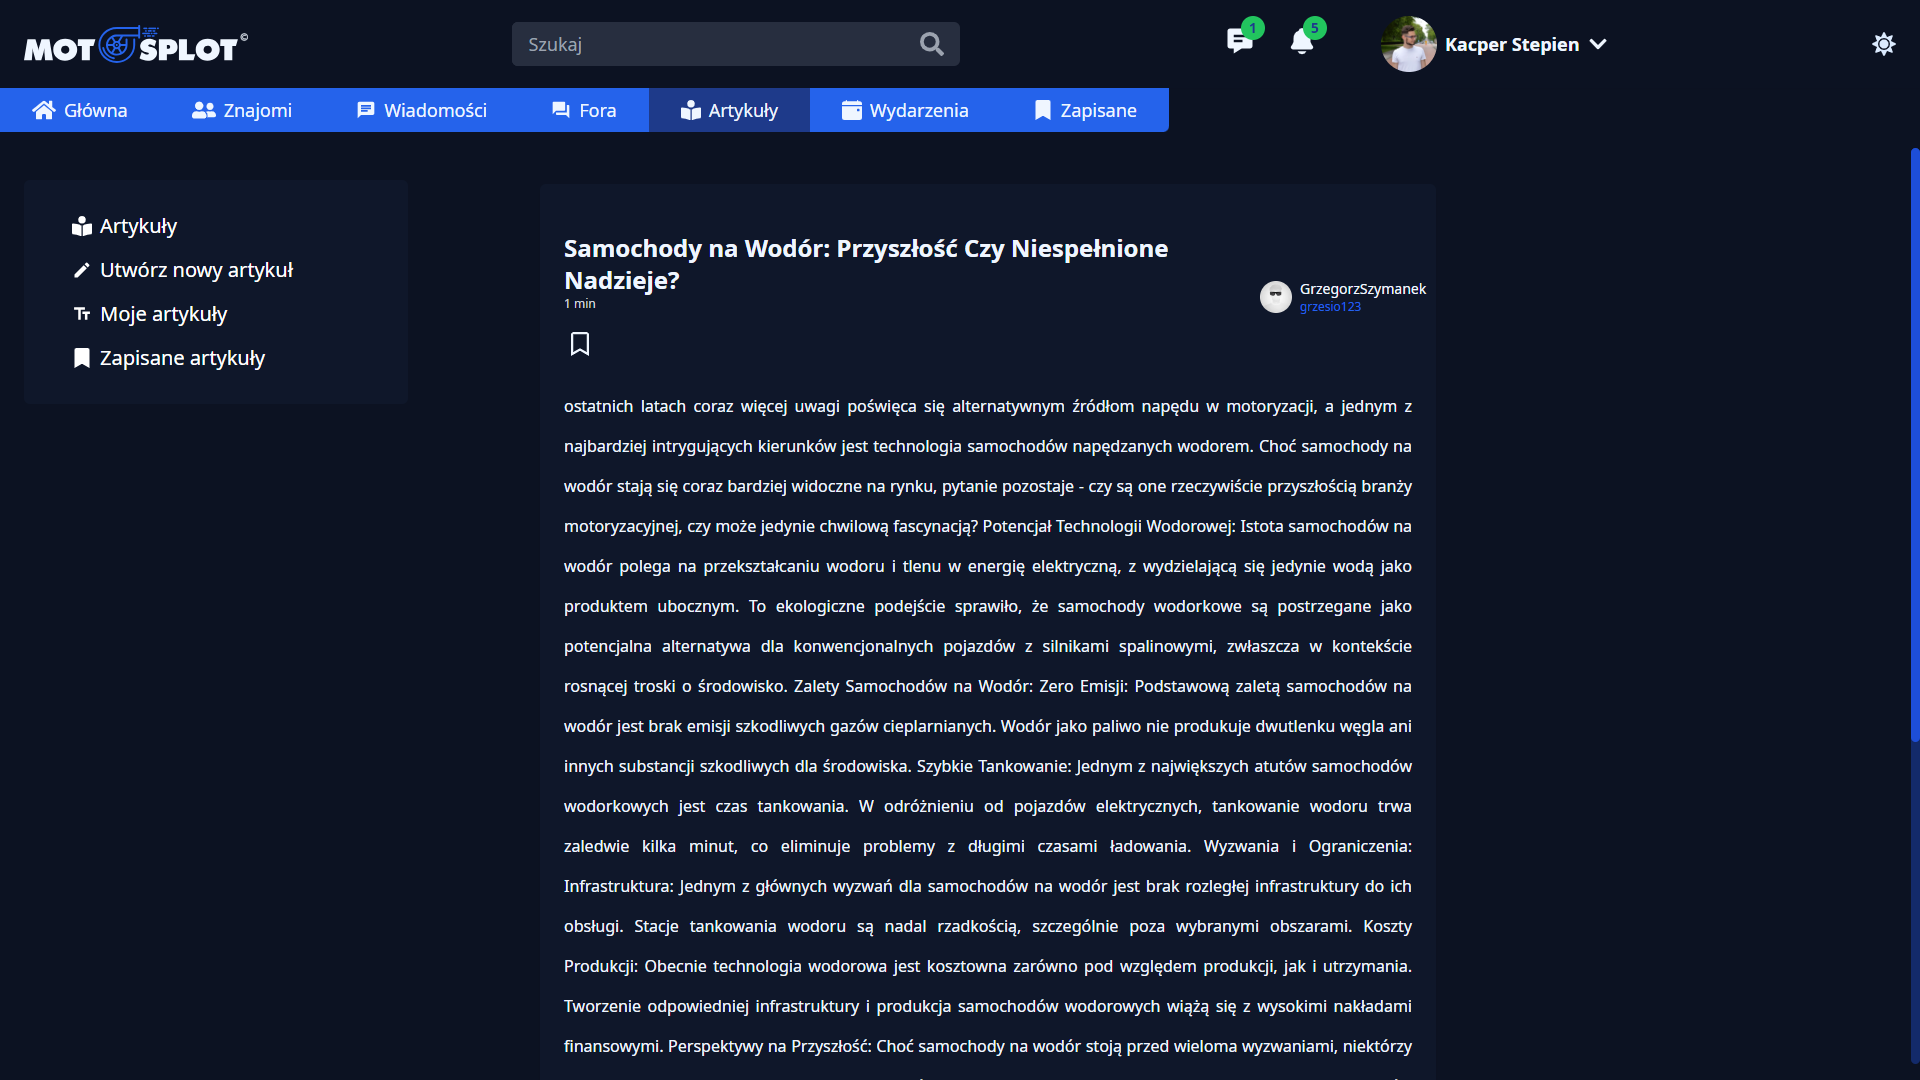 MOT SPLOT©
Szukaj
1
5
Kacper Stepien
Główna
Znajomi
Wiadomości
Fora
Artykuły
Wydarzenia
Zapisane
Artykuły
Utwórz nowy artykuł
Moje artykuły
Zapisane artykuły
Samochody na Wodór: Przyszłość Czy Niespełnione
Nadzieje?
1 min
GrzegorzSzymanek
grzesio123
ostatnich latach coraz więcej uwagi poświęca się alternatywnym źródłom napędu w motoryzacji, a jednym z
najbardziej intrygujących kierunków jest technologia samochodów napędzanych wodorem. Choć samochody na
wodór stają się coraz bardziej widoczne na rynku, pytanie pozostaje - czy są one rzeczywiście przyszłością branży
motoryzacyjnej, czy może jedynie chwilową fascynacją? Potencjał Technologii Wodorowej: Istota samochodów na
wodór polega na przekształcaniu wodoru i tlenu w energię elektryczną, z wydzielającą się jedynie wodą jako
produktem ubocznym. To ekologiczne podejście sprawiło, że samochody wodorkowe są postrzegane jako
potencjalna alternatywa dla konwencjonalnych pojazdów z silnikami spalinowymi, zwłaszcza w kontekście
rosnącej troski o środowisko. Zalety Samochodów na Wodór: Zero Emisji: Podstawową zaletą samochodów na
wodór jest brak emisji szkodliwych gazów cieplarnianych. Wodór jako paliwo nie produkuje dwutlenku węgla ani
innych substancji szkodliwych dla środowiska. Szybkie Tankowanie: Jednym z największych atutów samochodów
wodorkowych jest czas tankowania. W odróżnieniu od pojazdów elektrycznych, tankowanie wodoru trwa
zaledwie kilka minut, co eliminuje problemy z długimi czasami ładowania. Wyzwania i Ograniczenia:
Infrastruktura: Jednym z głównych wyzwań dla samochodów na wodór jest brak rozległej infrastruktury do ich
obsługi. Stacje tankowania wodoru są nadal rzadkością, szczególnie poza wybranymi obszarami. Koszty
Produkcji: Obecnie technologia wodorowa jest kosztowna zarówno pod względem produkcji, jak i utrzymania.
Tworzenie odpowiedniej infrastruktury i produkcja samochodów wodorowych wiążą się z wysokimi nakładami
finansowymi. Perspektywy na Przyszłość: Choć samochody na wodór stoją przed wieloma wyzwaniami, niektórzy